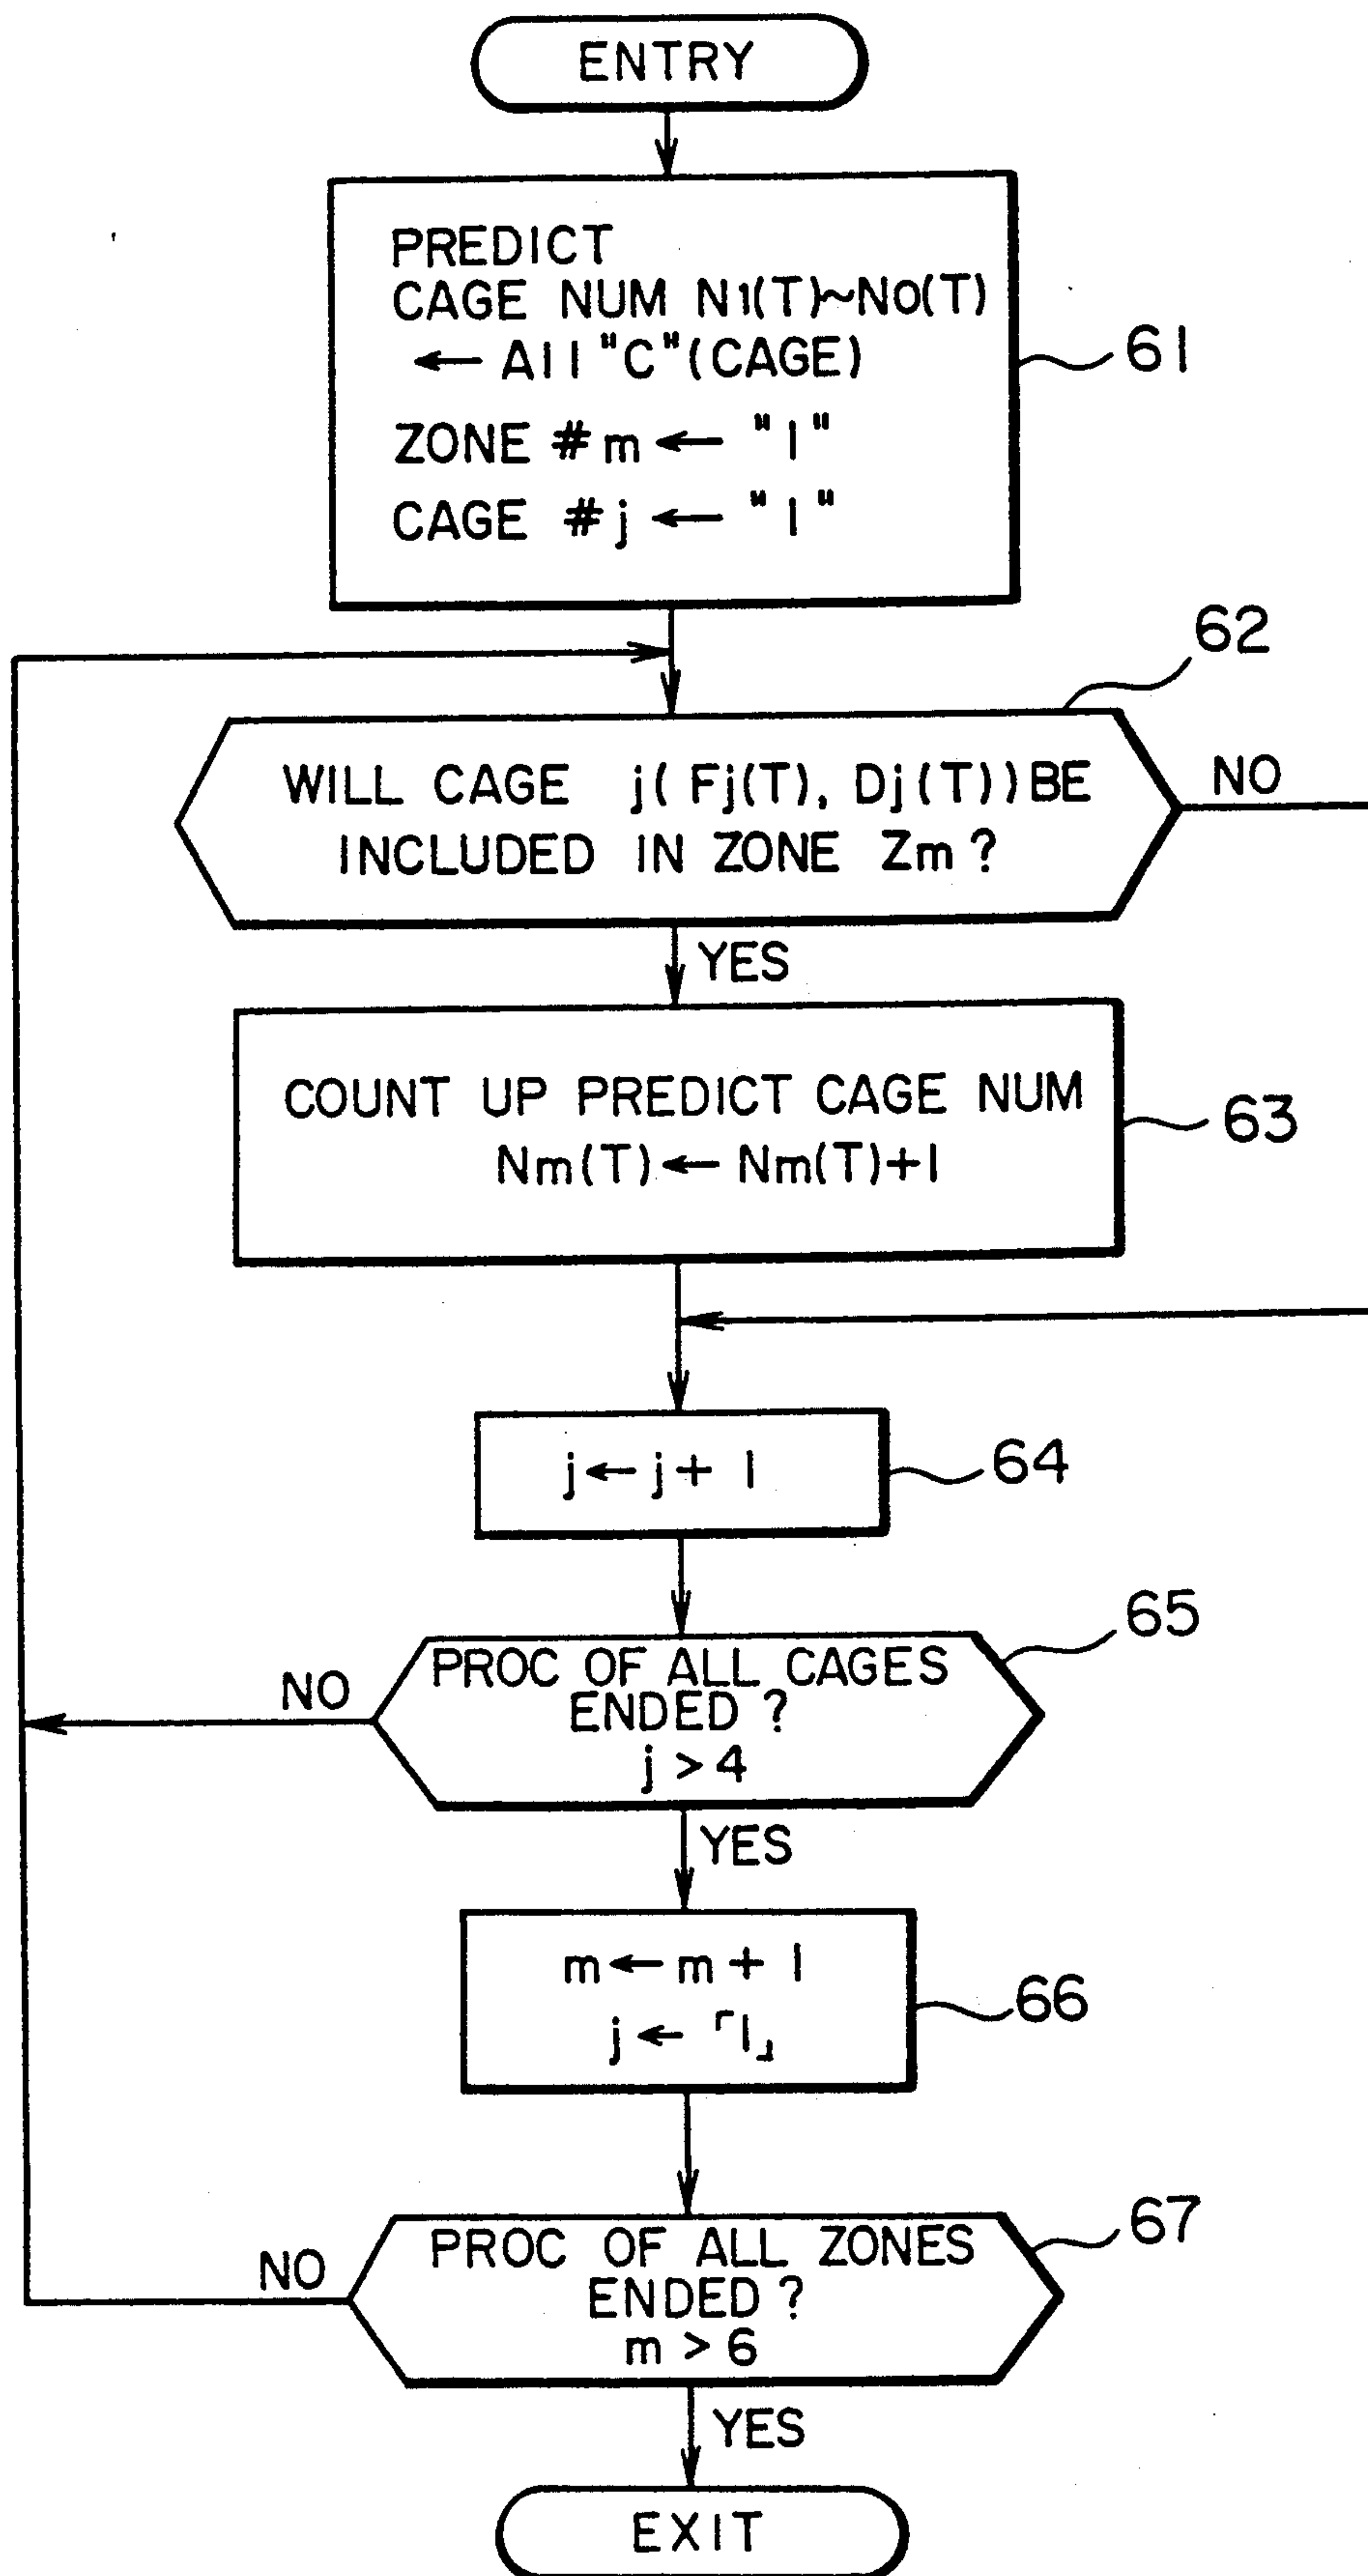 ENTRY
PREDICT
CAGE NUM N1(T)~NO(T)
← All "C" (CAGE)
ZONE #m ← "1"
CAGE #j ← "1"
61
62
WILL CAGE j(Fj(T), Dj(T)) BE
INCLUDED IN ZONE Zm ?
NO
YES
COUNT UP PREDICT CAGE NUM
Nm(T) ← Nm(T)+1
63
j ← j + 1
64
65
PROC OF ALL CAGES
ENDED ?
j > 4
NO
YES
m ← m + 1
j ← 「1」
66
67
PROC OF ALL ZONES
ENDED ?
m > 6
NO
YES
EXIT